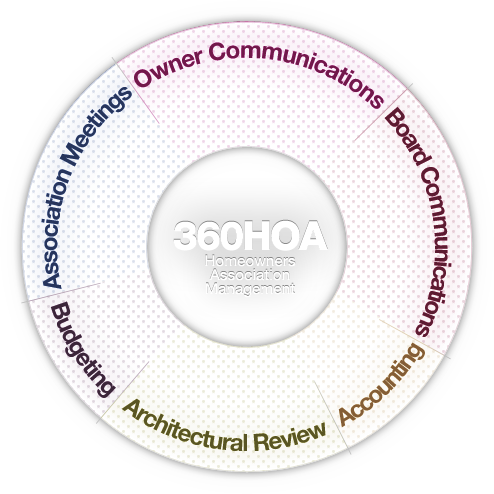 Owner Communications
Board Communications
Accounting
Architectural Review
Budgeting
Association Meetings
360HOA
Homeowners
Association
Management